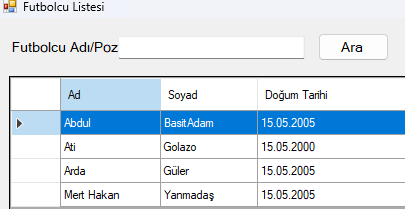 Futbolcu Listesi
Futbolcu Adı/Poz Ara
Ad Soyad Doğum Tarihi
Abdul BasitAdam 15.05.2005
Ati Golazo 15.05.2000
Arda Güler 15.05.2005
Mert Hakan Yanmadaş 15.05.2005